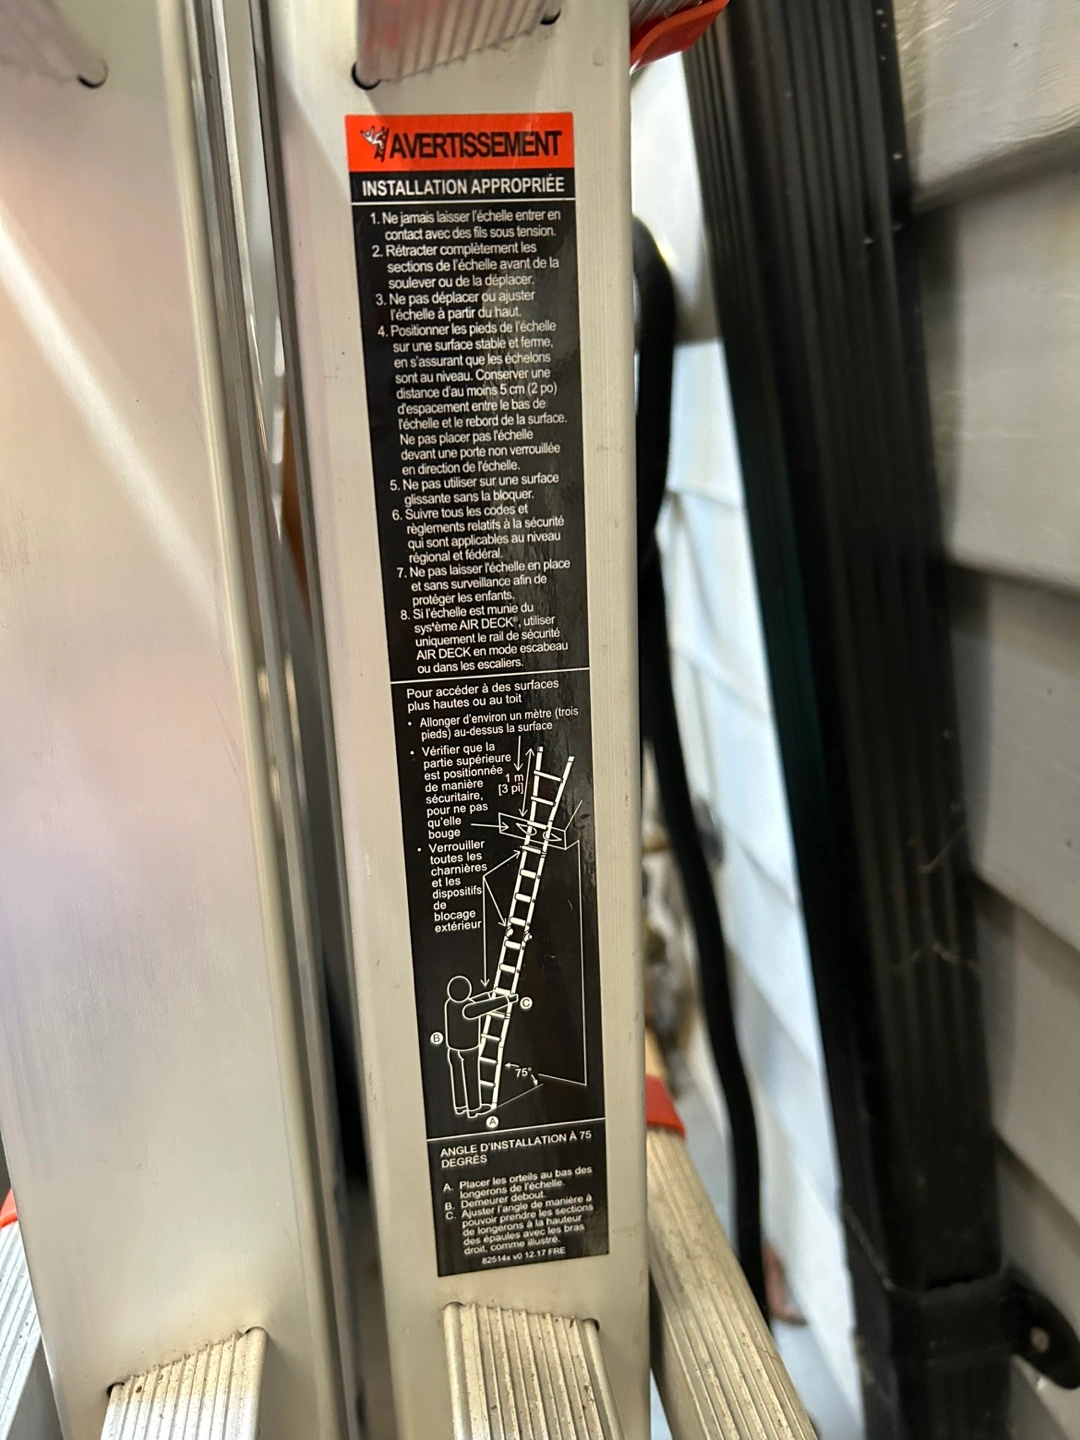 AVERTISSEMENT
INSTALLATION APPROPRIÉE
1. Ne jamais laisser l'échelle entrer en
contact avec des fils sous tension.
2. Rétracter complètement les
sections de l'échelle avant de la
soulever ou de la déplacer.
3. Ne pas déplacer ou ajuster
l'échelle à partir du haut.
4. Positionner les pieds de l'échelle
sur une surface stable et ferme,
en s'assurant que les échelons
sont au niveau. Conserver une
distance d'au moins 5 cm (2 po)
d'espacement entre le bas de
l'échelle et le rebord de la surface.
Ne pas placer pas l'échelle
devant une porte non verrouillée
en direction de l'échelle.
5. Ne pas utiliser sur une surface
glissante sans la bloquer.
6. Suivre tous les codes et
règlements relatifs à la sécurité
qui sont applicables au niveau
régional et fédéral.
7. Ne pas laisser l'échelle en place
et sans surveillance afin de
protéger les enfants.
8. Si l'échelle est munie du
système AIR DECK®, utiliser
uniquement le rail de sécurité
AIR DECK en mode escabeau
ou dans les escaliers.
Pour accéder à des surfaces
plus hautes ou au toit
• Allonger d'environ un mètre (trois
pieds) au-dessus la surface
• Vérifier que la
partie supérieure
est positionnée
de manière
sécuritaire,
pour ne pas
qu'elle
bouge
1 m
[3 pi]
• Verrouiller
toutes les
charnières
et les
dispositifs
de
blocage
extérieur
C
B
75°
A
ANGLE D'INSTALLATION À 75
DEGRÉS
A. Placer les orteils au bas des
longerons de l'échelle.
B. Demeurer debout.
C. Ajuster l'angle de manière à
pouvoir prendre les sections
de longerons à la hauteur
des épaules avec les bras
droit, comme illustré.
82514x v0 12.17 FRE